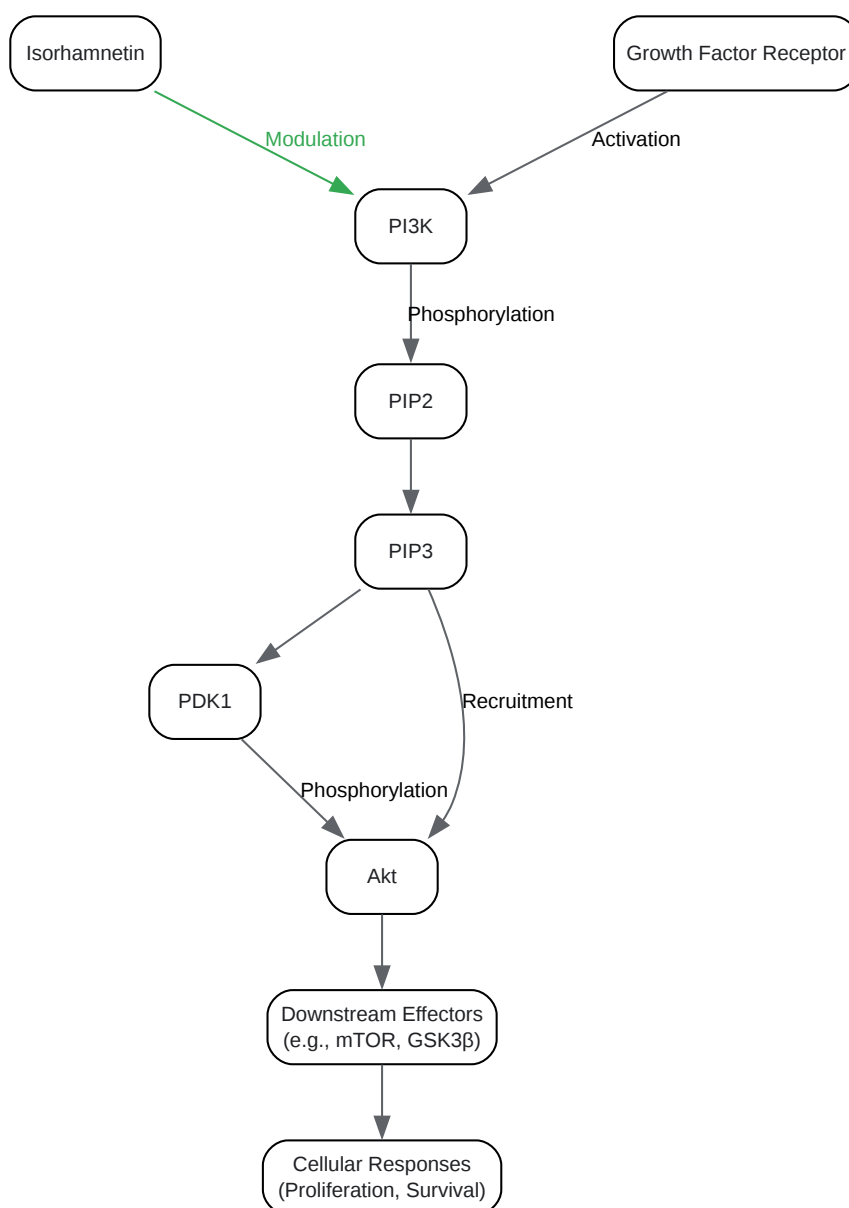 Isorhamnetin
Growth Factor Receptor
Modulation
Activation
PI3K
Phosphorylation
PIP2
PIP3
PDK1
Recruitment
Phosphorylation
Akt
Downstream Effectors
(e.g., mTOR, GSK3β)
Cellular Responses
(Proliferation, Survival)